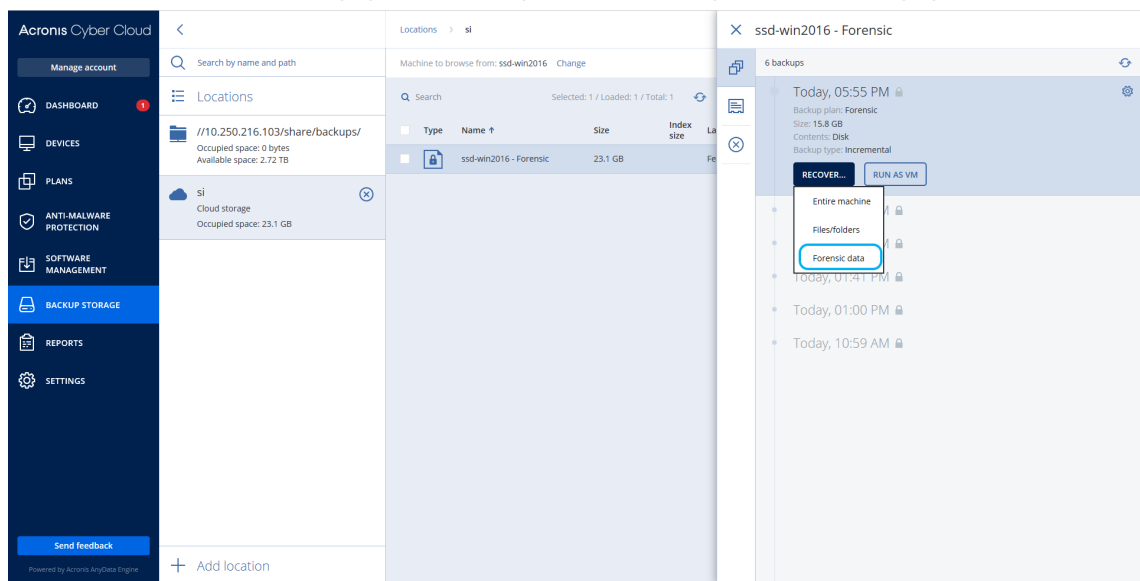 Acronis Cyber Cloud
Manage account
DASHBOARD
1
DEVICES
PLANS
ANTI-MALWARE
PROTECTION
SOFTWARE
MANAGEMENT
BACKUP STORAGE
REPORTS
SETTINGS
Send feedback
Powered by Acronis AnyData Engine
Search by name and path
Locations
//10.250.216.103/share/backups/
Occupied space: 0 bytes
Available space: 2.72 TB
si
Cloud storage
Occupied space: 23.1 GB
Add location
Locations > si
Machine to browse from: ssd-win2016 Change
Search Selected: 1 / Loaded: 1 / Total: 1
Type Name ↑ Size Index size La
ssd-win2016 - Forensic 23.1 GB Fe
ssd-win2016 - Forensic
6 backups
Today, 05:55 PM
Backup plan: Forensic
Size: 15.8 GB
Contents: Disk
Backup type: Incremental
RECOVER... RUN AS VM
Entire machine
Files/folders
Forensic data
Today, 01:41 PM
Today, 01:00 PM
Today, 10:59 AM